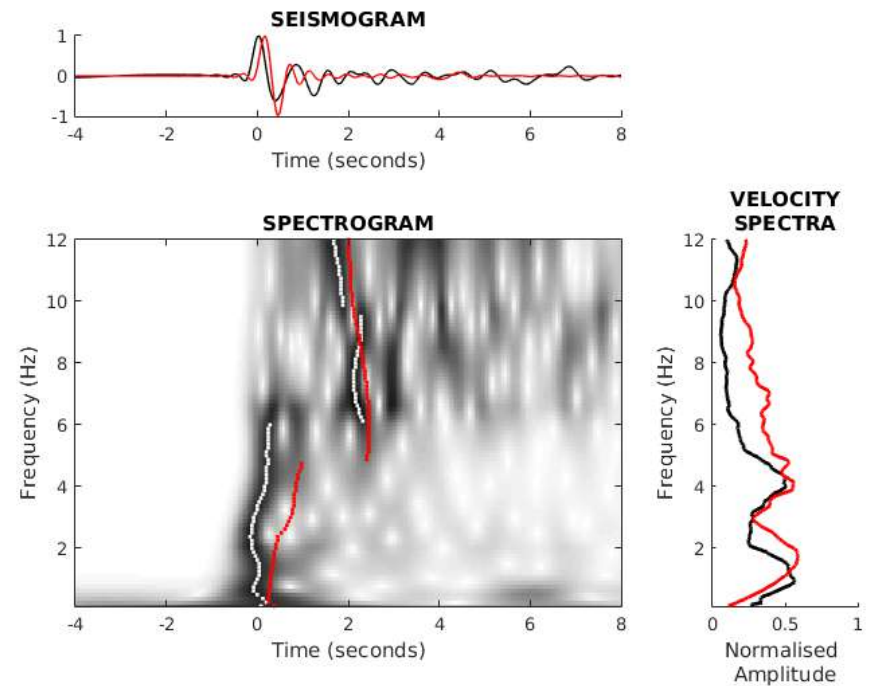 SEISMOGRAM
1
0
-1
-4 -2 0 2 4 6 8
Time (seconds)
SPECTROGRAM
12
10
8
6
4
2
Frequency (Hz)
-4 -2 0 2 4 6 8
Time (seconds)
VELOCITY
SPECTRA
12
10
8
6
4
2
Frequency (Hz)
0 0.5 1
Normalised
Amplitude